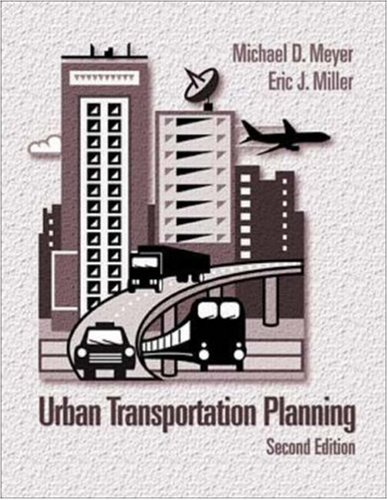 Michael D. Meyer
Eric J. Miller
Urban Transportation Planning
Second Edition